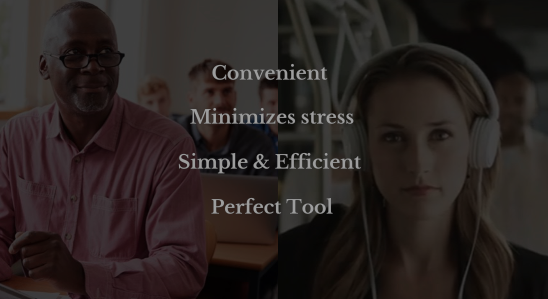 Convenient
Minimizes stress
Simple & Efficient
Perfect Tool